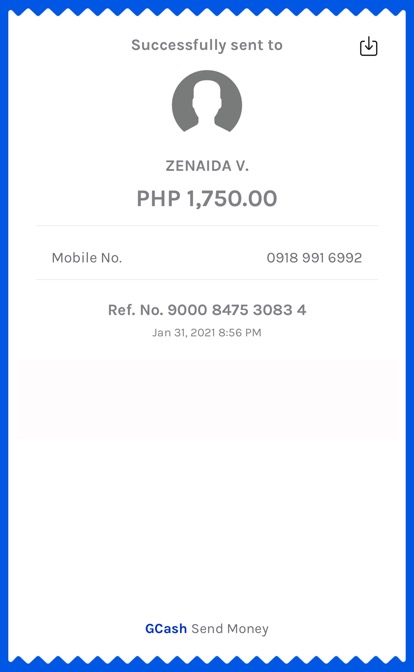 Successfully sent to
ZENAIDA V.
PHP 1,750.00
Mobile No. 0918 991 6992
Ref. No. 9000 8475 3083 4
Jan 31, 2021 8:56 PM
GCash Send Money